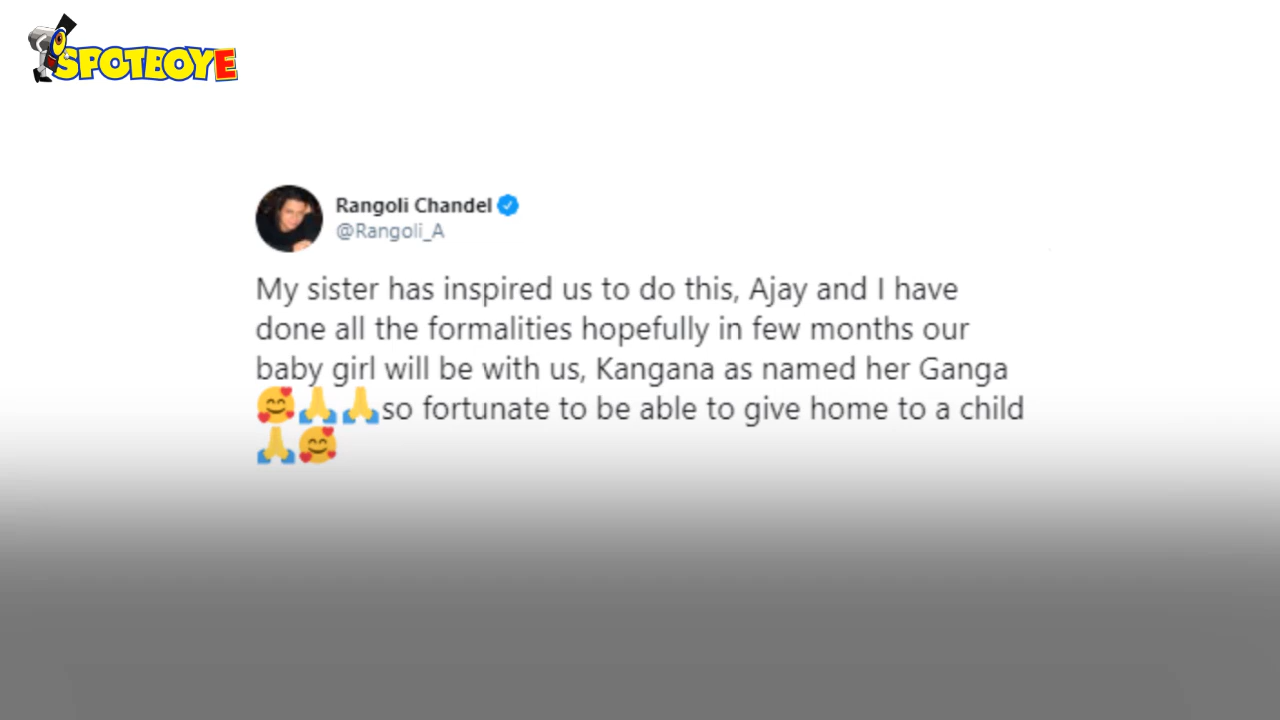 SPOTBOYE
Rangoli Chandel
@Rangoli_A
My sister has inspired us to do this, Ajay and I have
done all the formalities hopefully in few months our
baby girl will be with us, Kangana as named her Ganga
🥰🙏🙏so fortunate to be able to give home to a child
🙏🥰